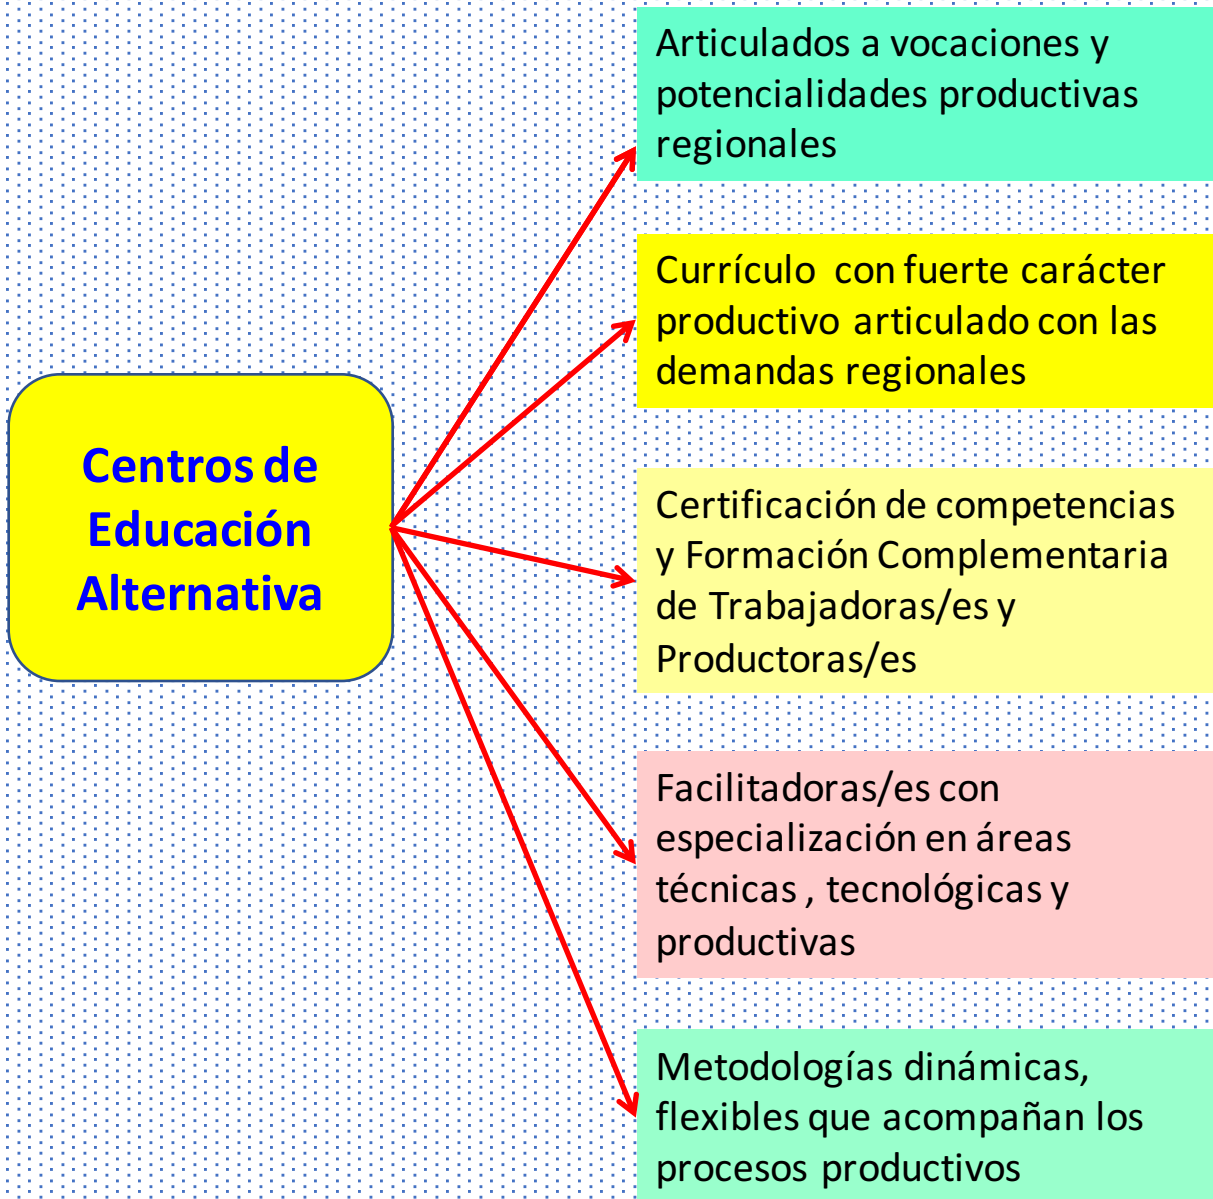 Articulados a vocaciones y
potencialidades productivas
regionales
Currículo con fuerte carácter
productivo articulado con las
demandas regionales
Centros de
Educación
Alternativa
Certificación de competencias
y Formación Complementaria
de Trabajadoras/es y
Productoras/es
Facilitadoras/es con
especialización en áreas
técnicas , tecnológicas y
productivas
Metodologías dinámicas,
flexibles que acompañan los
procesos productivos